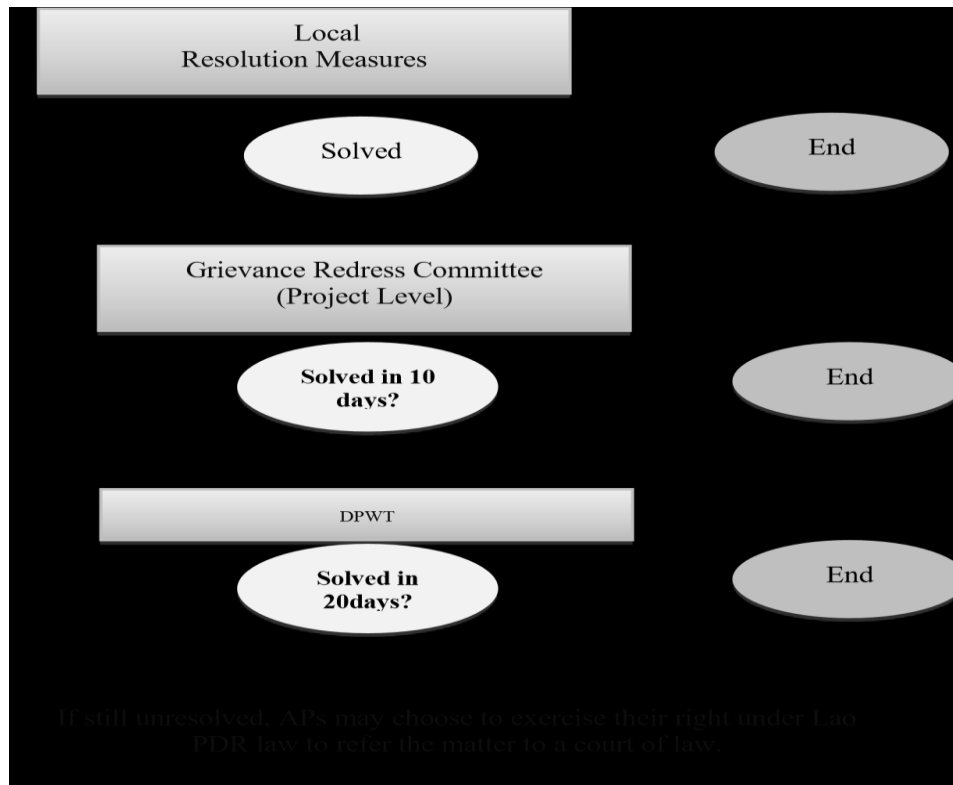 Local
Resolution Measures
Solved
End
Grievance Redress Committee
(Project Level)
Solved in 10
days?
End
DPWT
Solved in
20days?
End
If still unresolved, APs may choose to exercise their right under Lao
PDR law to refer the matter to a court of law.